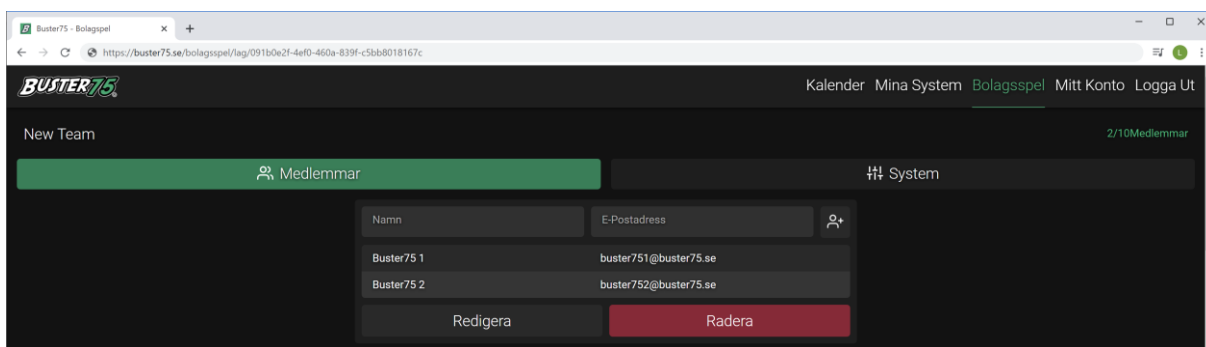 Buster75 - Bolagspel
https://buster75.se/bolagsspel/lag/091b0e2f-4ef0-460a-839f-c5bb8018167c
L
BUSTER75
Kalender Mina System Bolagsspel Mitt Konto Logga Ut
New Team
2/10Medlemmar
Medlemmar
System
Namn
E-Postadress
Buster75 1 buster751@buster75.se
Buster75 2 buster752@buster75.se
Redigera
Radera